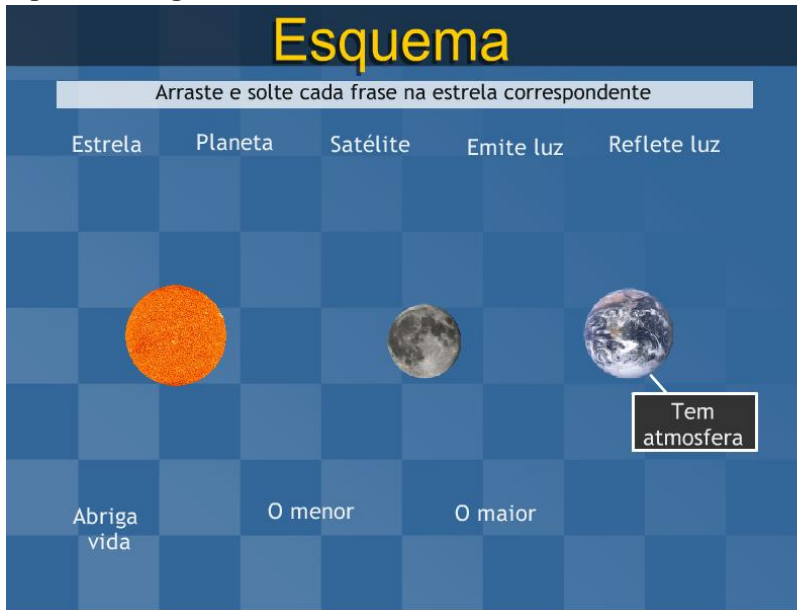 Esquema
Arraste e solte cada frase na estrela correspondente
Estrela
Planeta
Satélite
Emite luz
Reflete luz
Tem
atmosfera
Abriga
vida
O menor
O maior